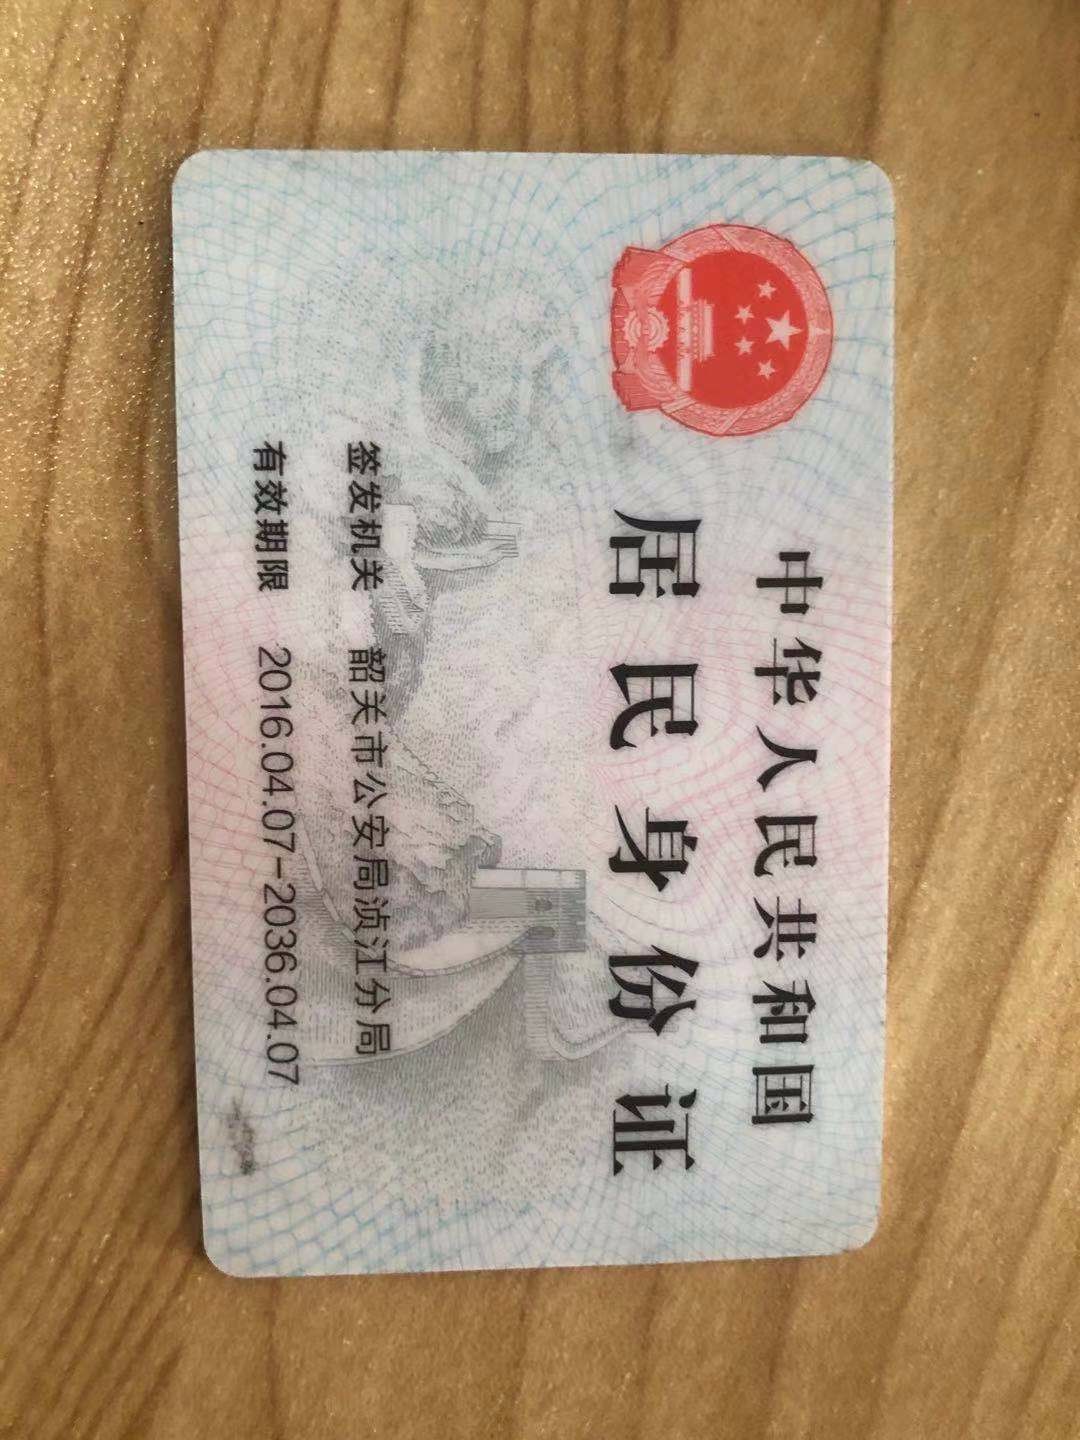 中华人民共和国
居民身份证
签发机关 韶关市公安局浈江分局
有效期限 2016.04.07-2036.04.07